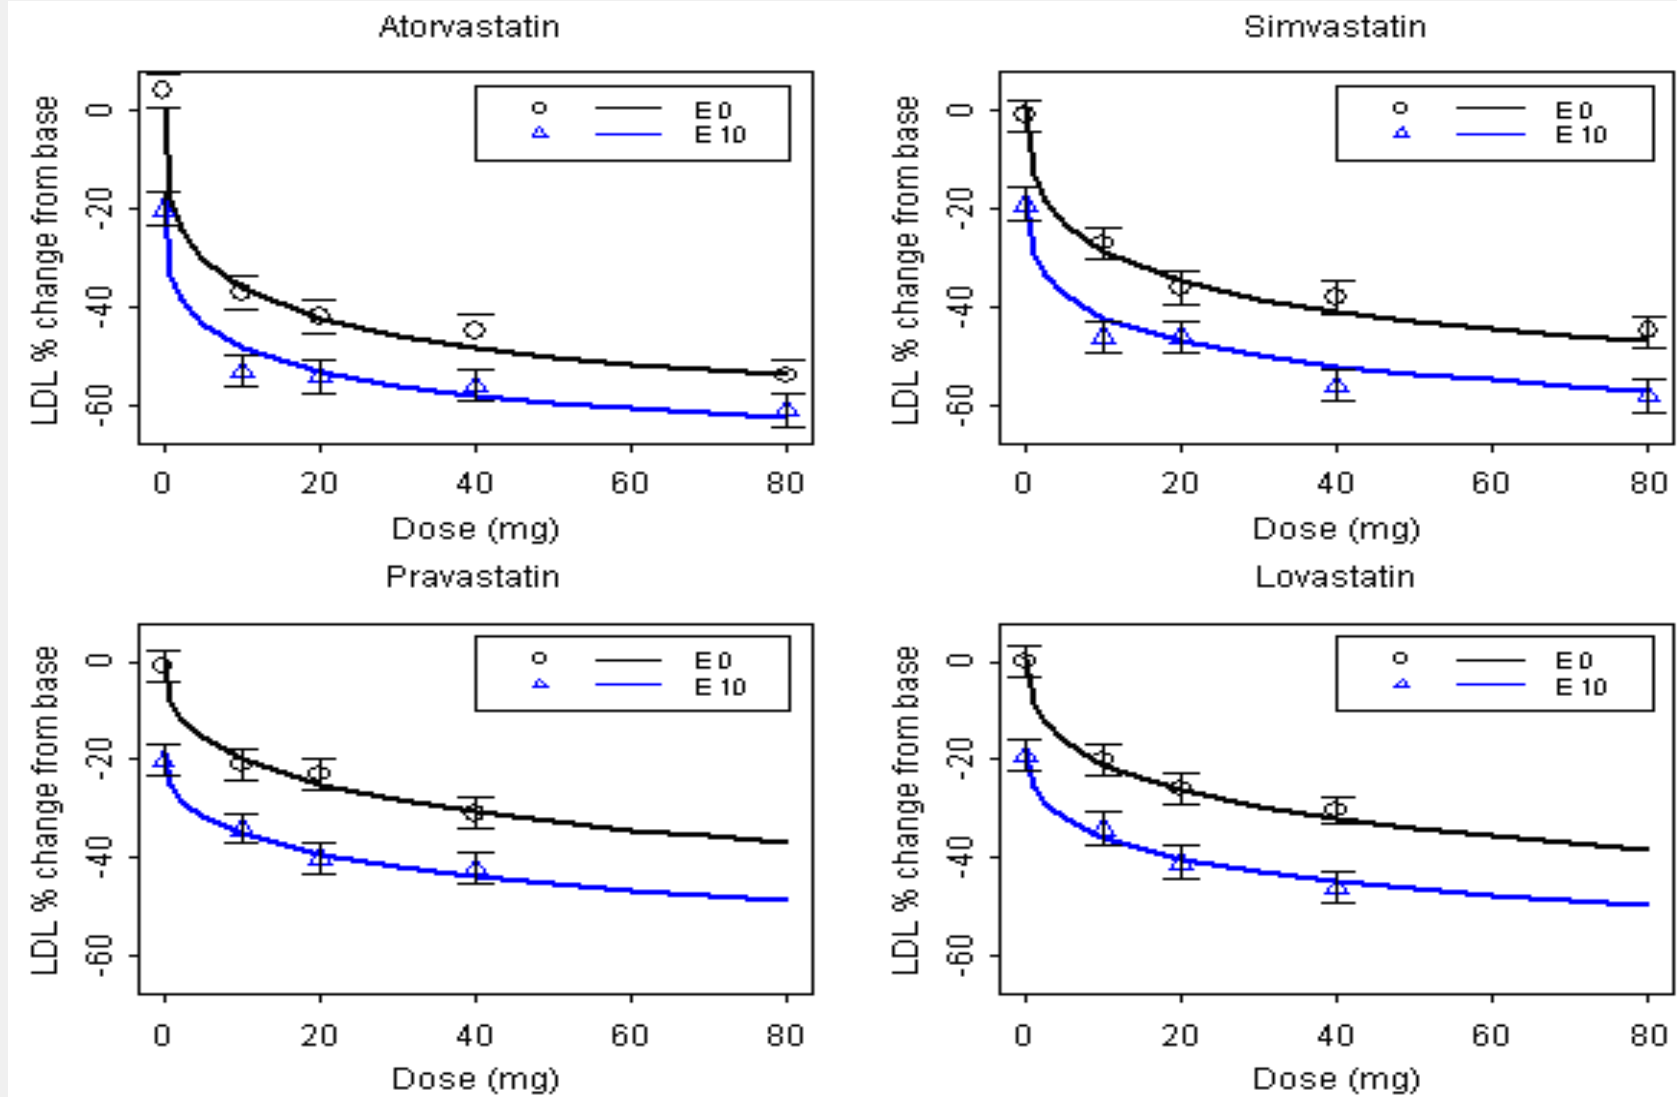 Atorvastatin
LDL % change from base
0
-20
-40
-60
E 0
E 10
0 20 40 60 80
Dose (mg)
Simvastatin
LDL % change from base
0
-20
-40
-60
E 0
E 10
0 20 40 60 80
Dose (mg)
Pravastatin
LDL % change from base
0
-20
-40
-60
E 0
E 10
0 20 40 60 80
Dose (mg)
Lovastatin
LDL % change from base
0
-20
-40
-60
E 0
E 10
0 20 40 60 80
Dose (mg)